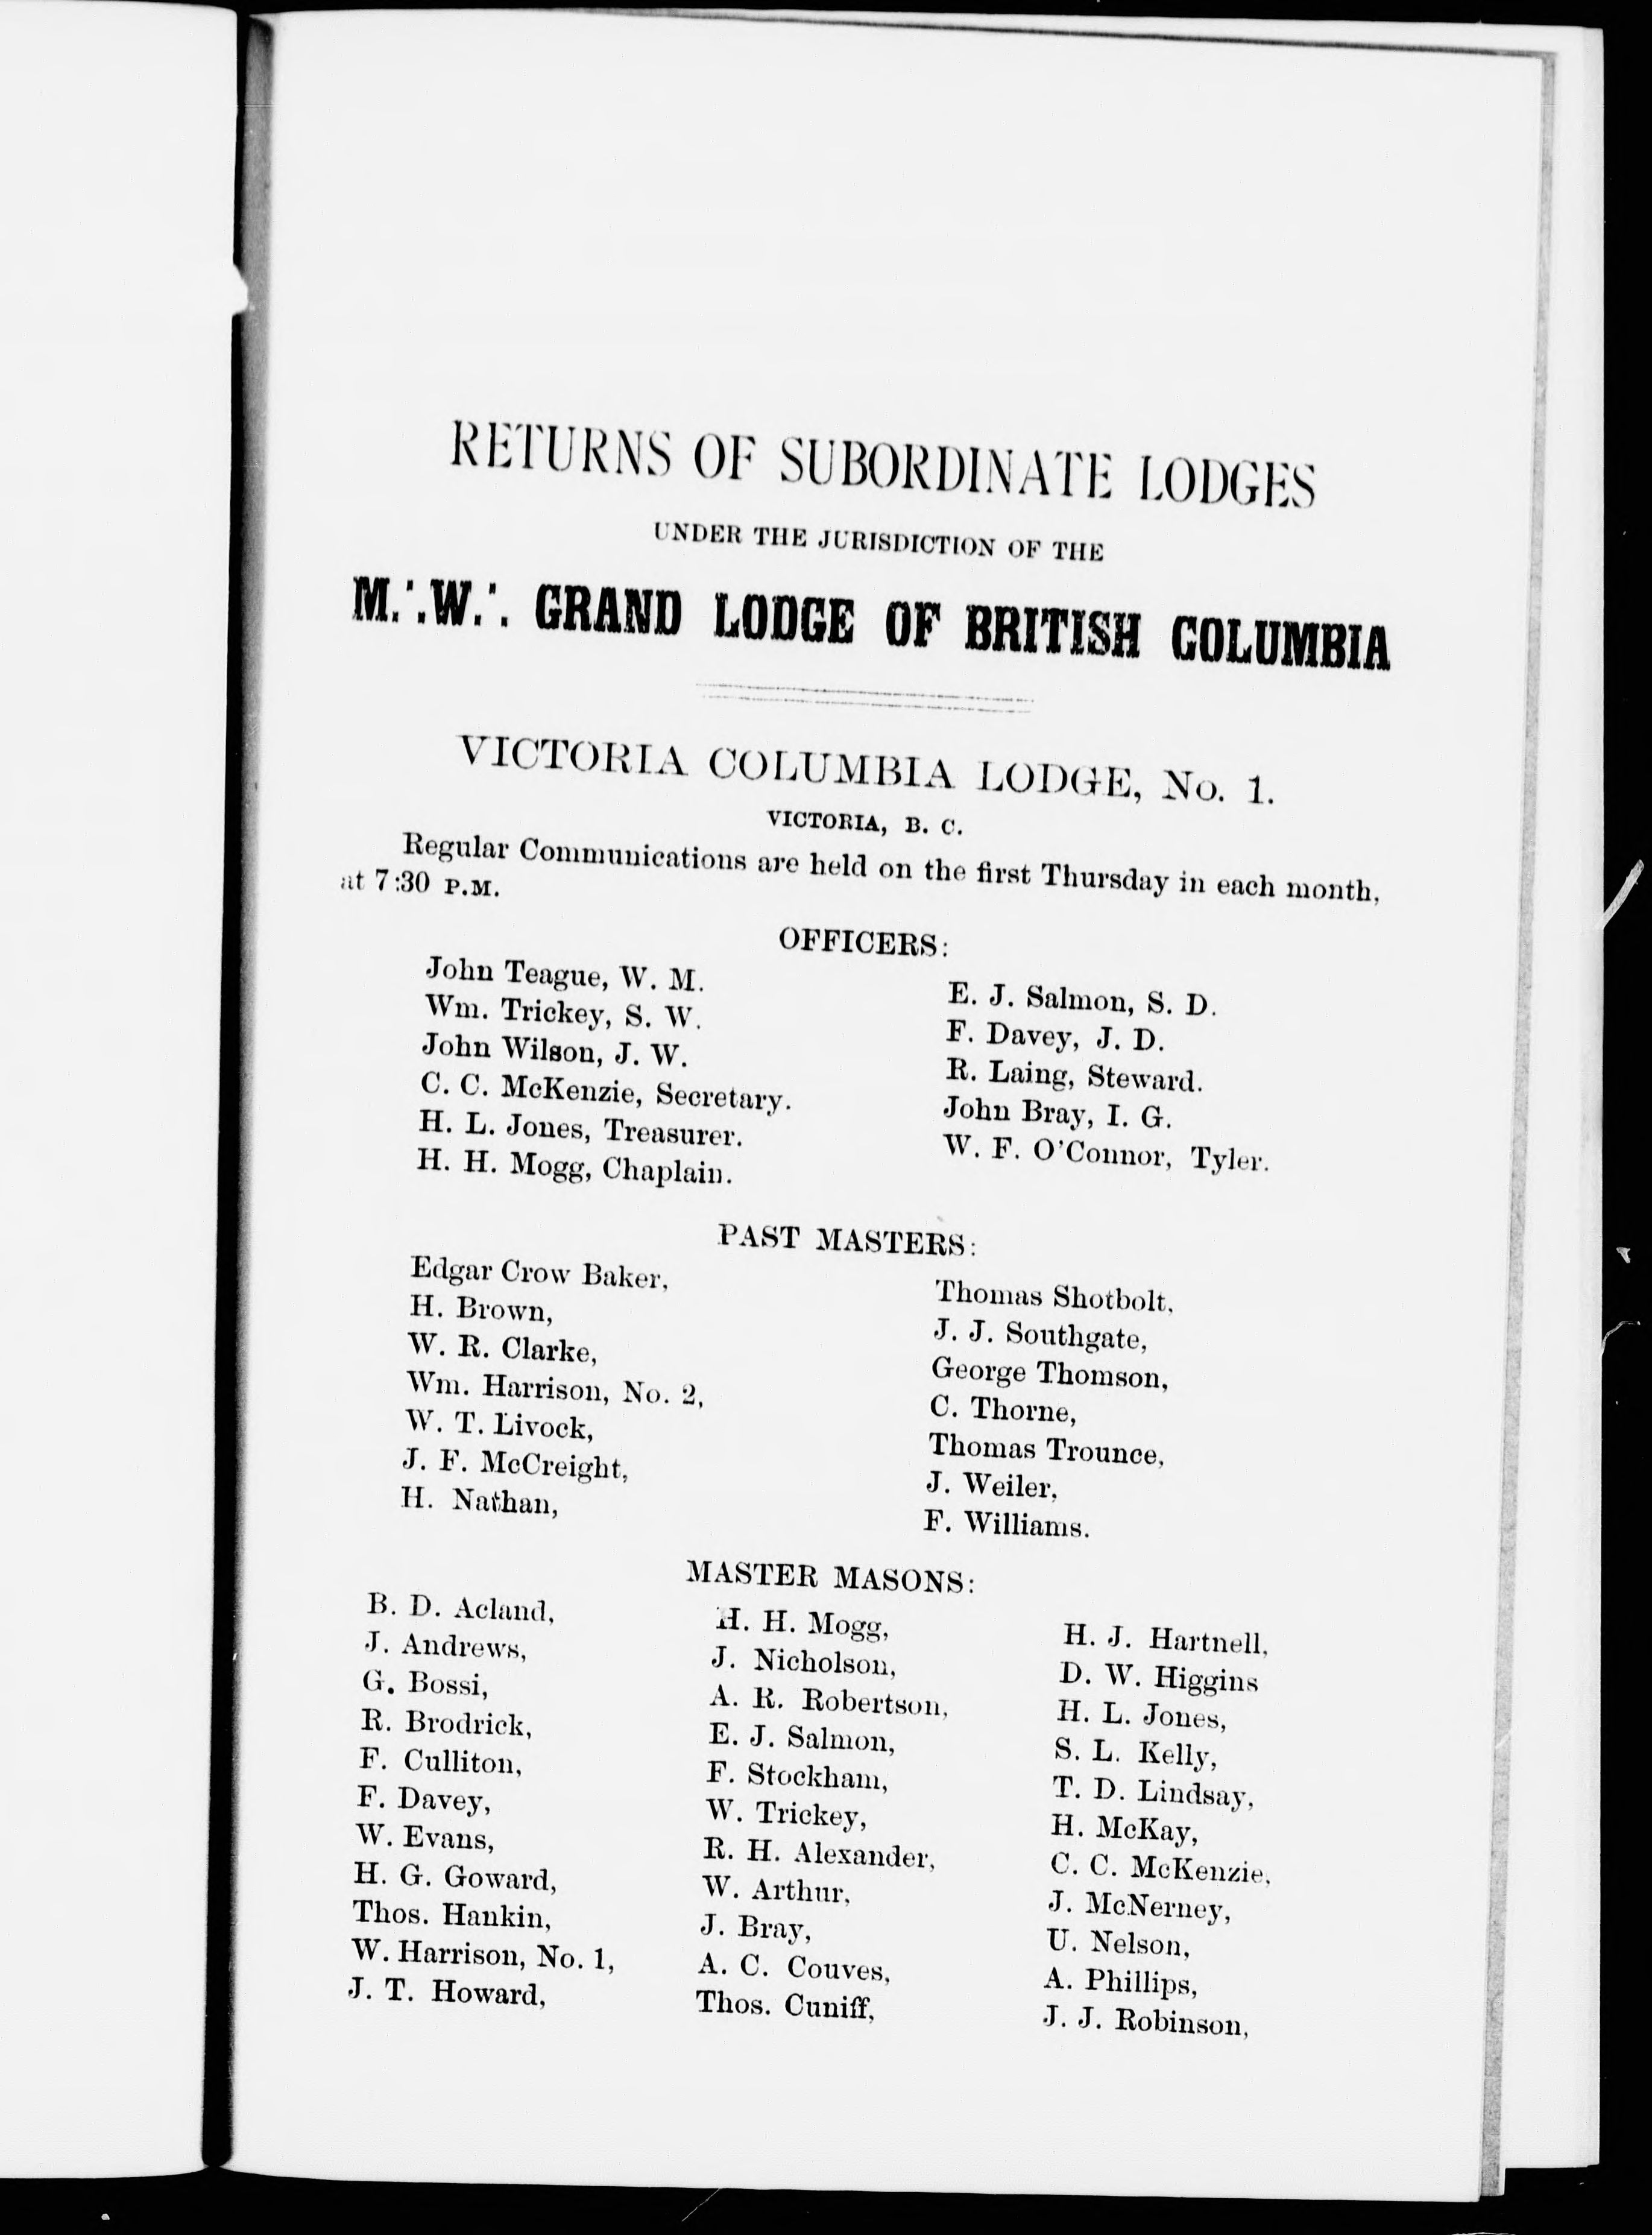 RETURNS OF SUBORDINATE LODGES
UNDER THE JURISDICTION OF THE
M∴W∴ GRAND LODGE OF BRITISH COLUMBIA
VICTORIA COLUMBIA LODGE, No. 1.
VICTORIA, B. C.
Regular Communications are held on the first Thursday in each month,
at 7:30 P.M.
OFFICERS:
John Teague, W. M.
Wm. Trickey, S. W.
John Wilson, J. W.
C. C. McKenzie, Secretary.
H. L. Jones, Treasurer.
H. H. Mogg, Chaplain.
E. J. Salmon, S. D.
F. Davey, J. D.
R. Laing, Steward.
John Bray, I. G.
W. F. O'Connor, Tyler.
PAST MASTERS:
Edgar Crow Baker,
H. Brown,
W. R. Clarke,
Wm. Harrison, No. 2,
W. T. Livock,
J. F. McCreight,
H. Nathan,
Thomas Shotbolt,
J. J. Southgate,
George Thomson,
C. Thorne,
Thomas Trounce,
J. Weiler,
F. Williams.
MASTER MASONS:
B. D. Acland,
J. Andrews,
G. Bossi,
R. Brodrick,
F. Culliton,
F. Davey,
W. Evans,
H. G. Goward,
Thos. Hankin,
W. Harrison, No. 1,
J. T. Howard,
H. H. Mogg,
J. Nicholson,
A. R. Robertson,
E. J. Salmon,
F. Stockham,
W. Trickey,
R. H. Alexander,
W. Arthur,
J. Bray,
A. C. Couves,
Thos. Cuniff,
H. J. Hartnell,
D. W. Higgins
H. L. Jones,
S. L. Kelly,
T. D. Lindsay,
H. McKay,
C. C. McKenzie,
J. McNerney,
U. Nelson,
A. Phillips,
J. J. Robinson,